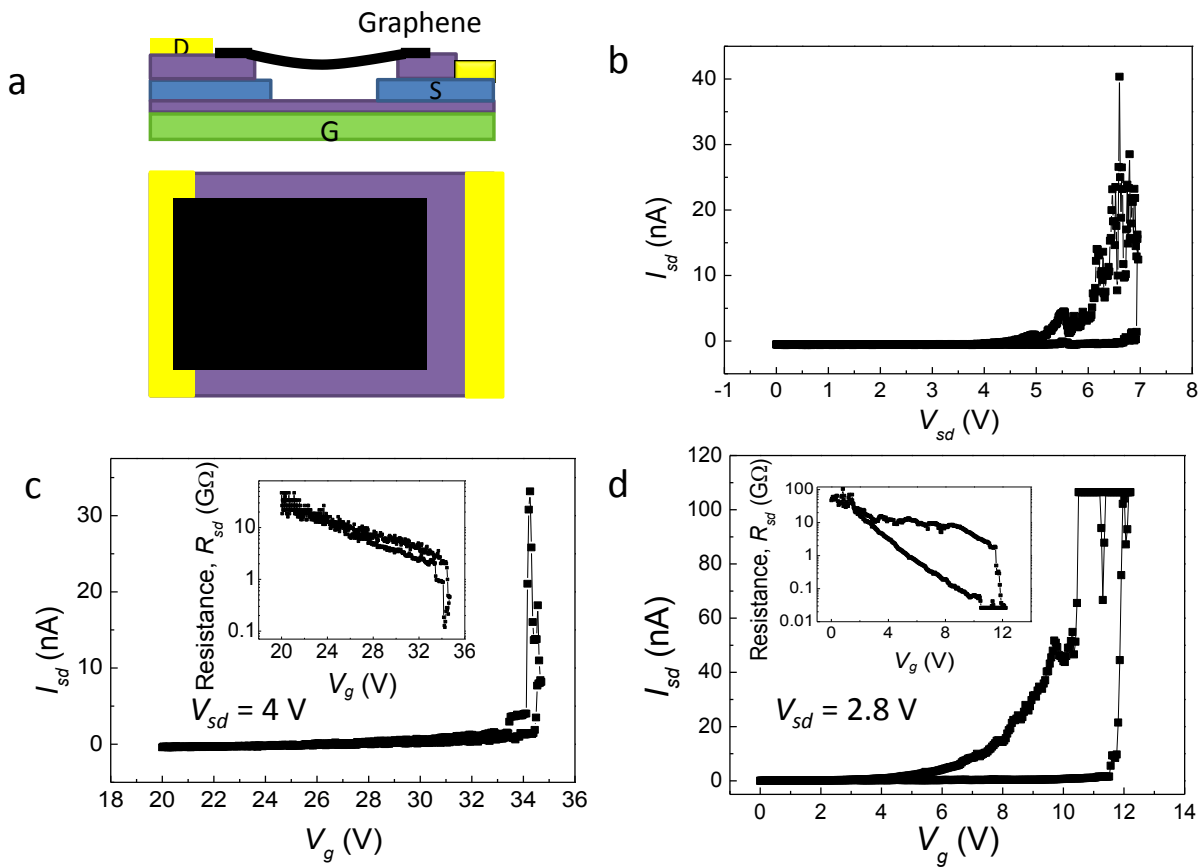 a
Graphene
D
S
G
b
40
30
20
10
0
I_sd (nA)
-1 0 1 2 3 4 5 6 7 8
V_sd (V)
c
30
20
10
0
I_sd (nA)
18 20 22 24 26 28 30 32 34 36
V_g (V)
Resistance, R_sd (GΩ)
10
1
0.1
20 24 28 32 36
V_g (V)
V_sd = 4 V
d
120
100
80
60
40
20
0
I_sd (nA)
0 2 4 6 8 10 12 14
V_g (V)
Resistance, R_sd (GΩ)
100
10
1
0.1
0.01
0 4 8 12
V_g (V)
V_sd = 2.8 V